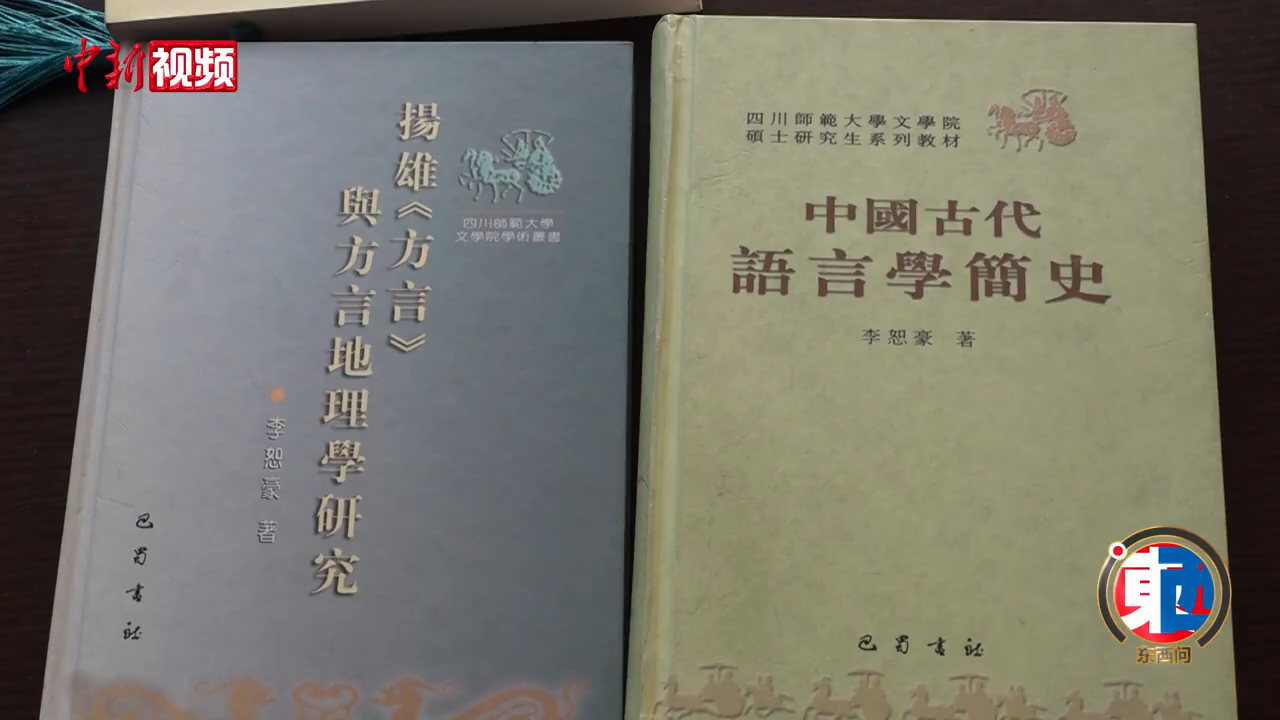 中新视频
揚雄《方言》
與方言地理學研究
四川師範大學
文學院學術叢書
李恕豪 著
巴蜀書社
四川師範大學文學院
碩士研究生系列教材
中國古代
語言學簡史
李恕豪 著
巴蜀書社
东西问